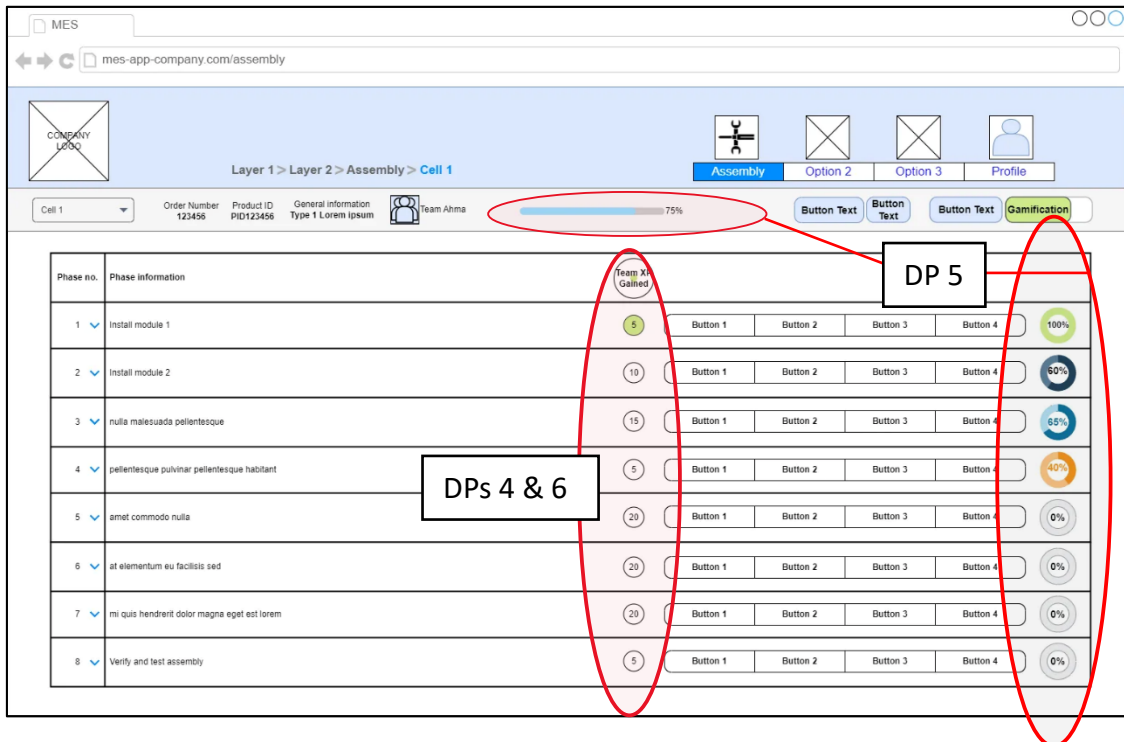 MES
mes-app-company.com/assembly
COMPANY
LOGO
Layer 1 > Layer 2 > Assembly > Cell 1
Assembly Option 2 Option 3 Profile
Cell 1
Order Number
123456
Product ID
PID123456
General information
Type 1 Lorem ipsum
Team Ahma
75%
Button Text
Button
Text
Button Text
Gamification
DP 5
Phase no. Phase information
Team XP
Gained
1 Install module 1 5 Button 1 Button 2 Button 3 Button 4 100%
2 Install module 2 10 Button 1 Button 2 Button 3 Button 4 60%
3 nulla malesuada pellentesque 15 Button 1 Button 2 Button 3 Button 4 65%
4 pellentesque pulvinar pellentesque habitant 5 Button 1 Button 2 Button 3 Button 4 40%
DPs 4 & 6
5 amet commodo nulla 20 Button 1 Button 2 Button 3 Button 4 0%
6 at elementum eu facilisis sed 20 Button 1 Button 2 Button 3 Button 4 0%
7 mi quis hendrerit dolor magna eget est lorem 20 Button 1 Button 2 Button 3 Button 4 0%
8 Verify and test assembly 5 Button 1 Button 2 Button 3 Button 4 0%